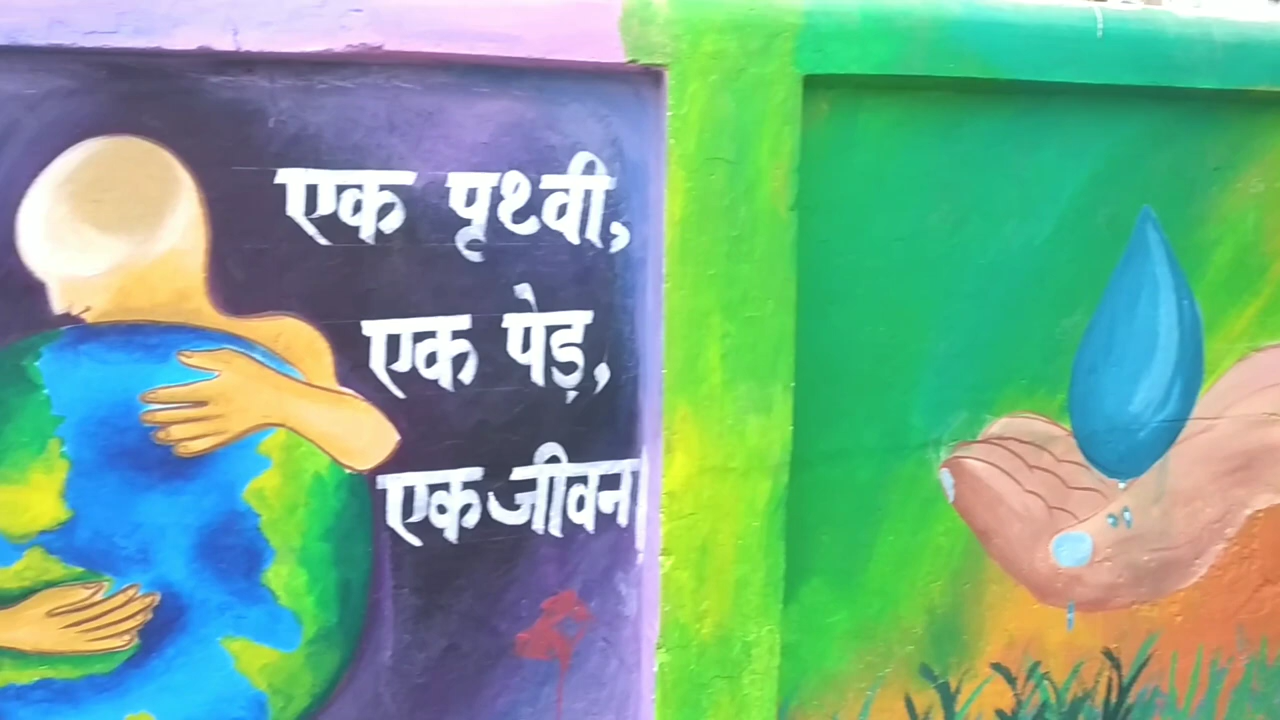 एक पृथ्वी,
एक पेड़,
एक जीवन।